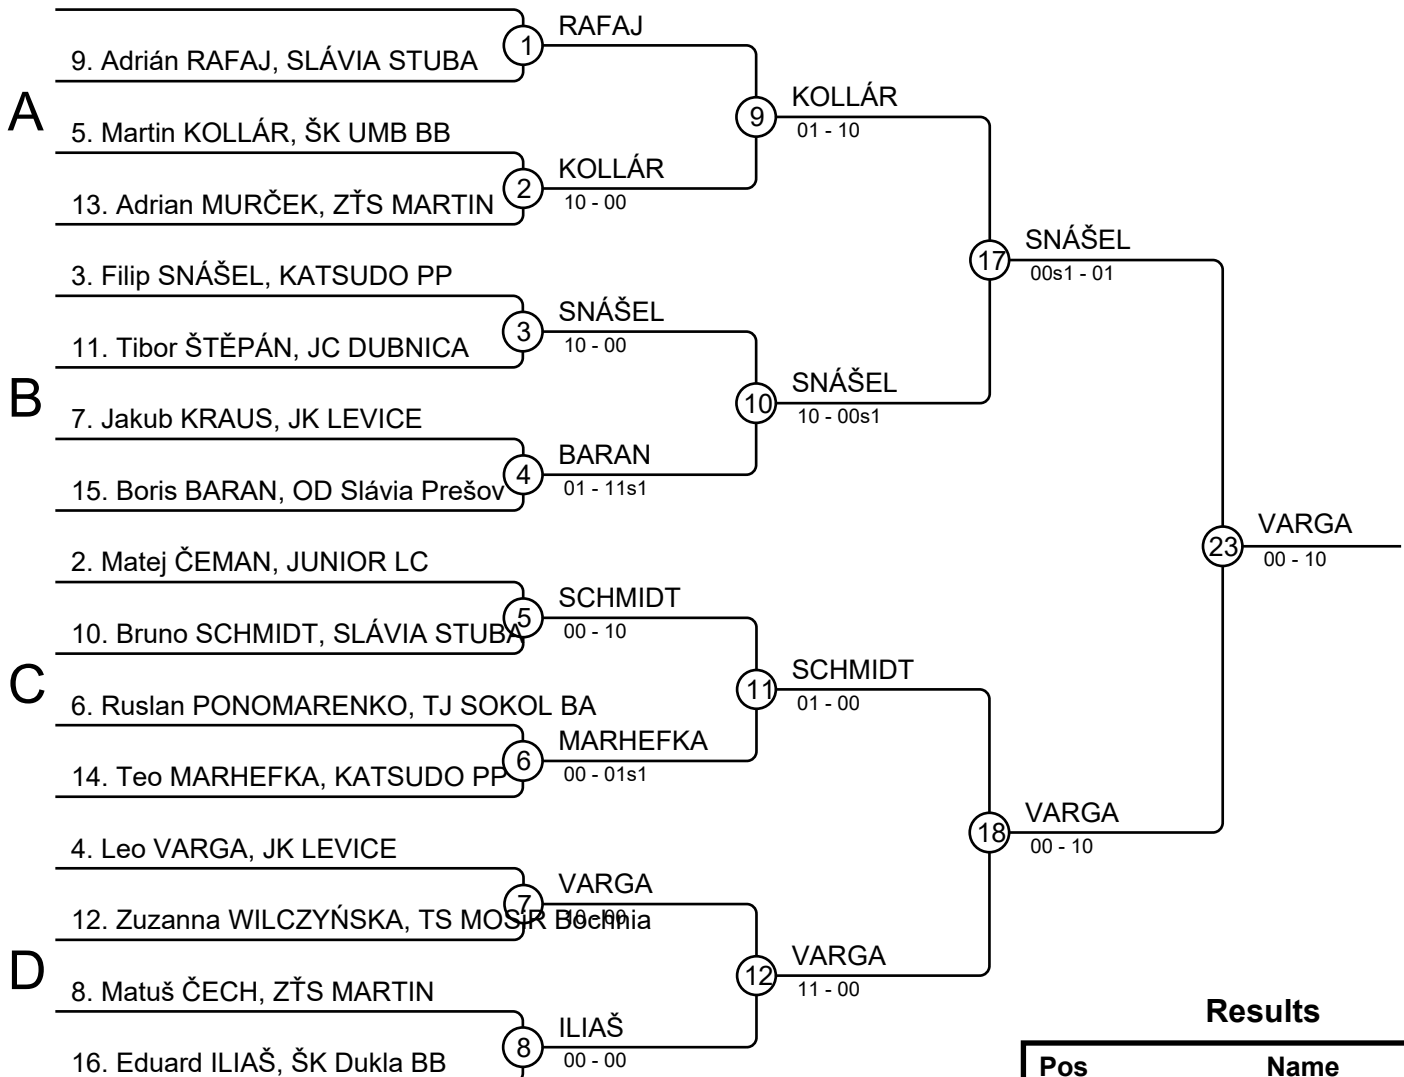 RAFAJ
1
9. Adrián RAFAJ, SLÁVIA STUBA
A
KOLLÁR
9
01 - 10
5. Martin KOLLÁR, ŠK UMB BB
KOLLÁR
2
10 - 00
13. Adrian MURČEK, ZŤS MARTIN
SNÁŠEL
17
00s1 - 01
3. Filip SNÁŠEL, KATSUDO PP
SNÁŠEL
3
10 - 00
11. Tibor ŠTĚPÁN, JC DUBNICA
B
SNÁŠEL
10
10 - 00s1
7. Jakub KRAUS, JK LEVICE
BARAN
4
01 - 11s1
15. Boris BARAN, OD Slávia Prešov
VARGA
23
00 - 10
2. Matej ČEMAN, JUNIOR LC
SCHMIDT
5
00 - 10
10. Bruno SCHMIDT, SLÁVIA STUBA
C
SCHMIDT
11
01 - 00
6. Ruslan PONOMARENKO, TJ SOKOL BA
MARHEFKA
6
00 - 01s1
14. Teo MARHEFKA, KATSUDO PP
VARGA
18
00 - 10
4. Leo VARGA, JK LEVICE
VARGA
7
10 - 00
12. Zuzanna WILCZYŃSKA, TS MOSiR Bochnia
D
VARGA
12
11 - 00
8. Matuš ČECH, ZŤS MARTIN
ILIAŠ
8
00 - 00
16. Eduard ILIAŠ, ŠK Dukla BB
Results
Pos Name